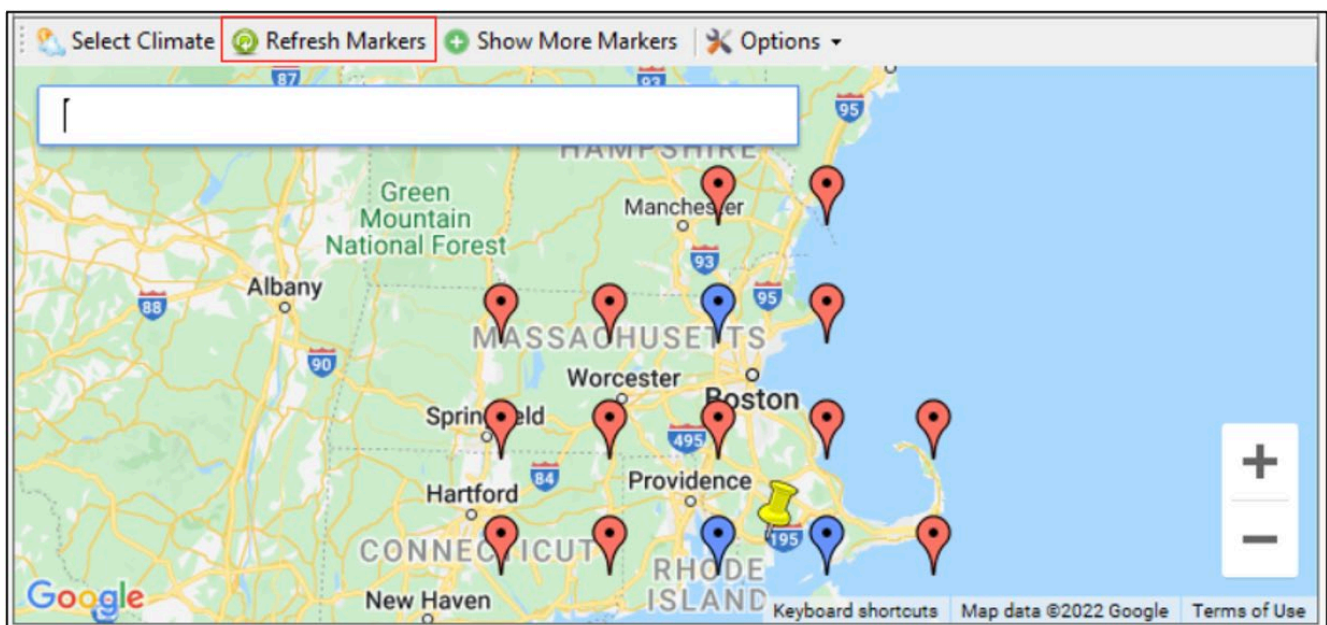 Select Climate Refresh Markers Show More Markers Options
87
93
95
HAMPSHIRE
Green
Mountain
National Forest
Manchester
93
Albany
88
95
MASSACHUSETTS
90
Worcester
Boston
Springfield
495
84
Hartford
Providence
195
CONNECTICUT
RHODE
ISLAND
Google
New Haven
Keyboard shortcuts Map data ©2022 Google Terms of Use